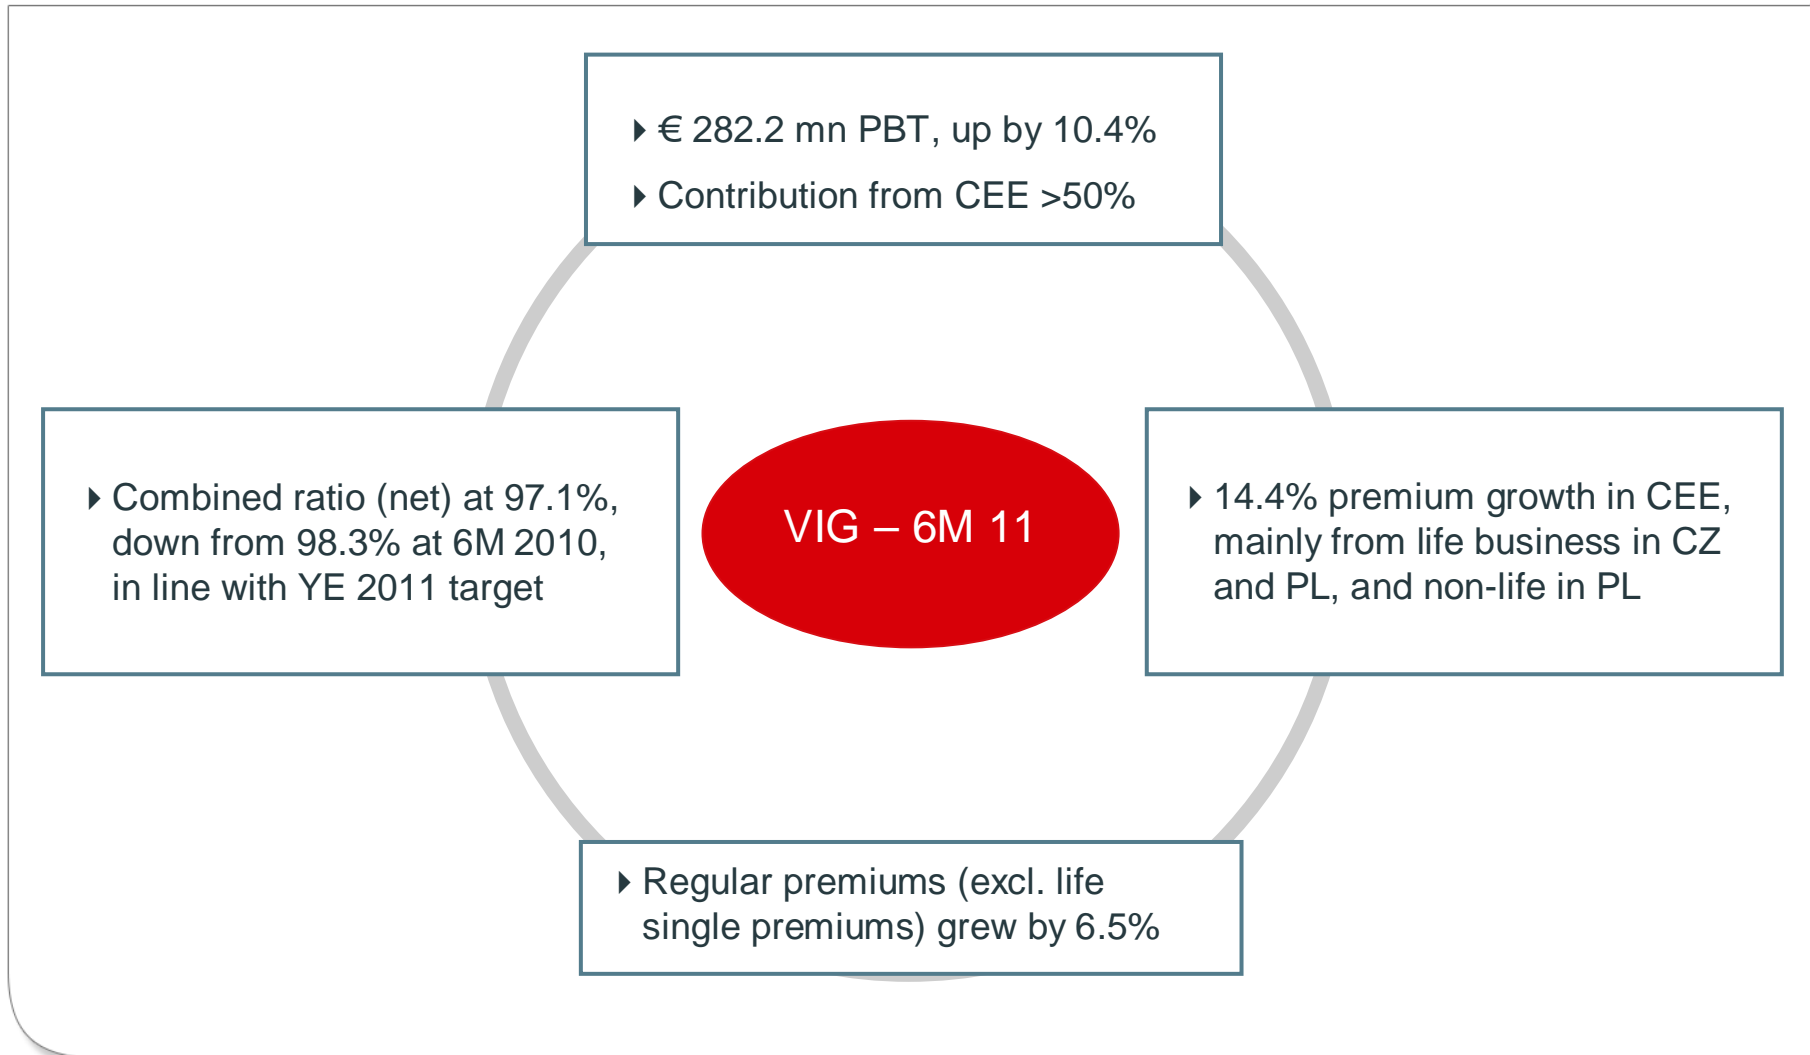 € 282.2 mn PBT, up by 10.4%
Contribution from CEE >50%
Combined ratio (net) at 97.1%,
down from 98.3% at 6M 2010,
in line with YE 2011 target
VIG – 6M 11
14.4% premium growth in CEE,
mainly from life business in CZ
and PL, and non-life in PL
Regular premiums (excl. life
single premiums) grew by 6.5%